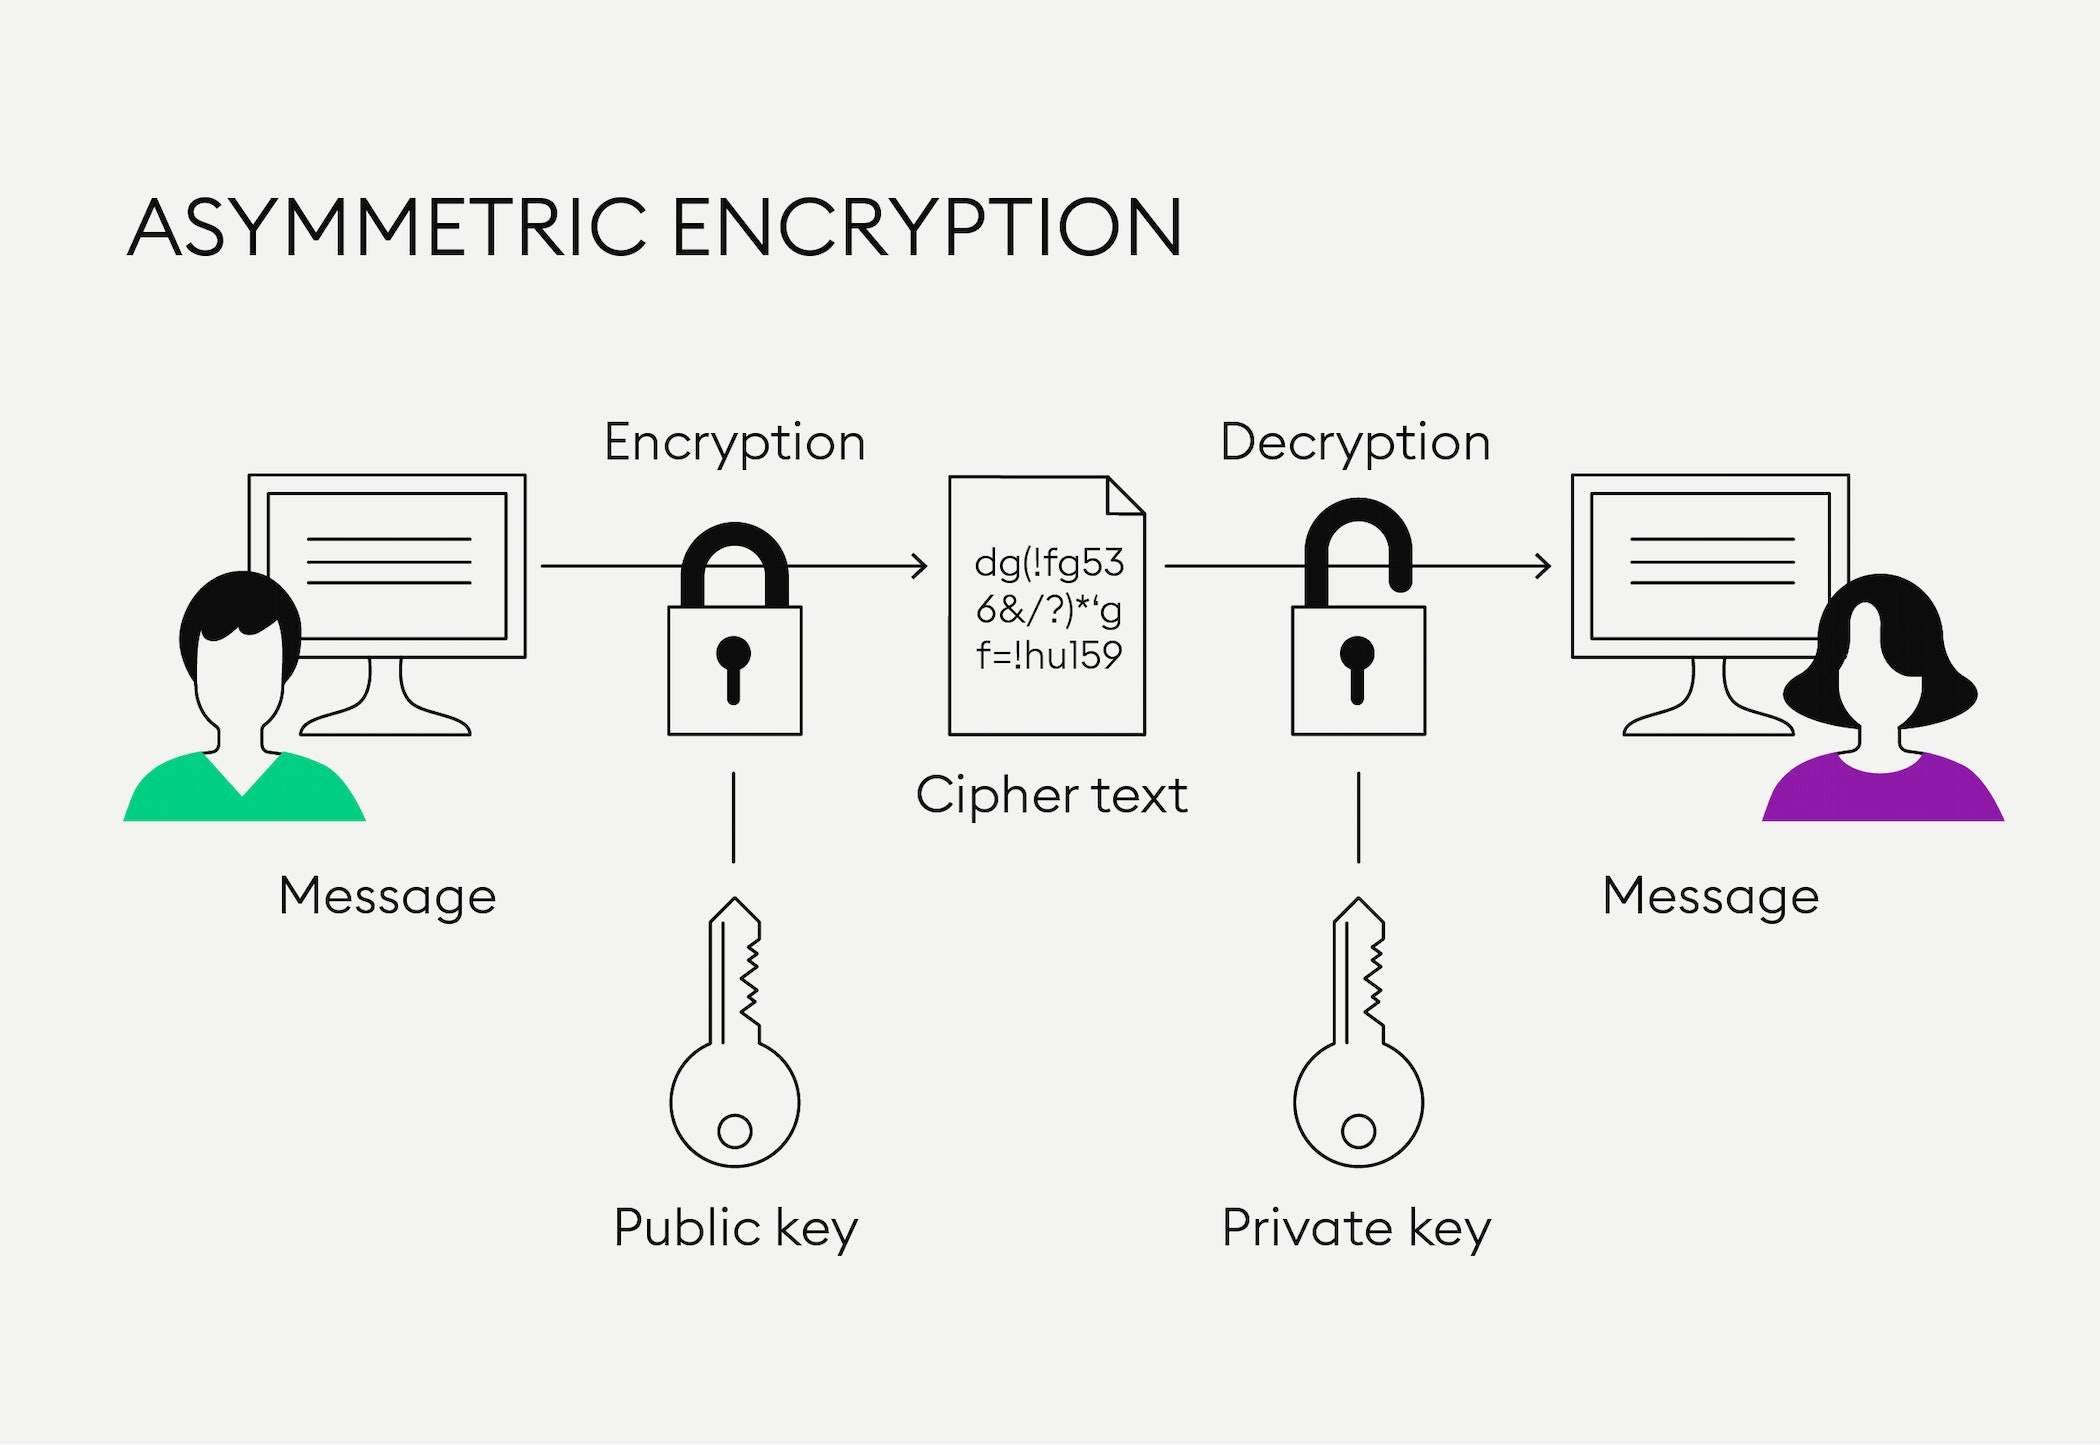 ASYMMETRIC ENCRYPTION
Encryption
Decryption
dg(!fg53
6&/?)*‘g
f=!hu159
Cipher text
Message
Message
Public key
Private key